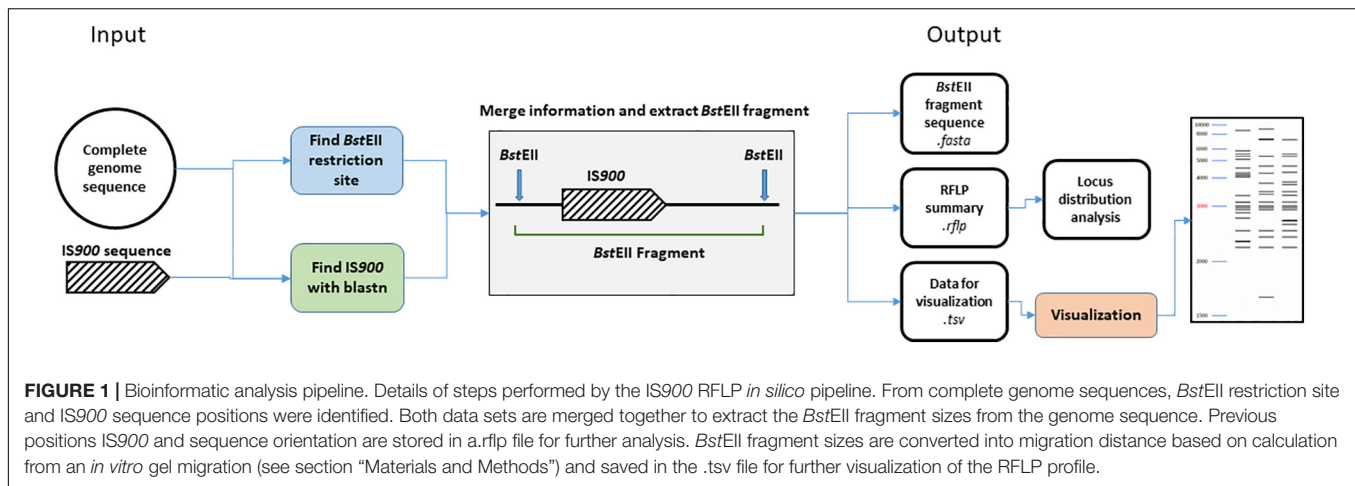 Input
Output
Complete
genome
sequence
IS900 sequence
Find BstEII
restriction
site
Find IS900
with blastn
Merge information and extract BstEII fragment
BstEII
BstEII
IS900
BstEII Fragment
BstEII
fragment
sequence
.fasta
RFLP
summary
.rflp
Locus
distribution
analysis
Data for
visualization
.tsv
Visualization
10000
8000
6000
5000
4000
3000
2000
1500
FIGURE 1 | Bioinformatic analysis pipeline. Details of steps performed by the IS900 RFLP in silico pipeline. From complete genome sequences, BstEII restriction site
and IS900 sequence positions were identified. Both data sets are merged together to extract the BstEII fragment sizes from the genome sequence. Previous
positions IS900 and sequence orientation are stored in a.rflp file for further analysis. BstEII fragment sizes are converted into migration distance based on calculation
from an in vitro gel migration (see section “Materials and Methods”) and saved in the .tsv file for further visualization of the RFLP profile.